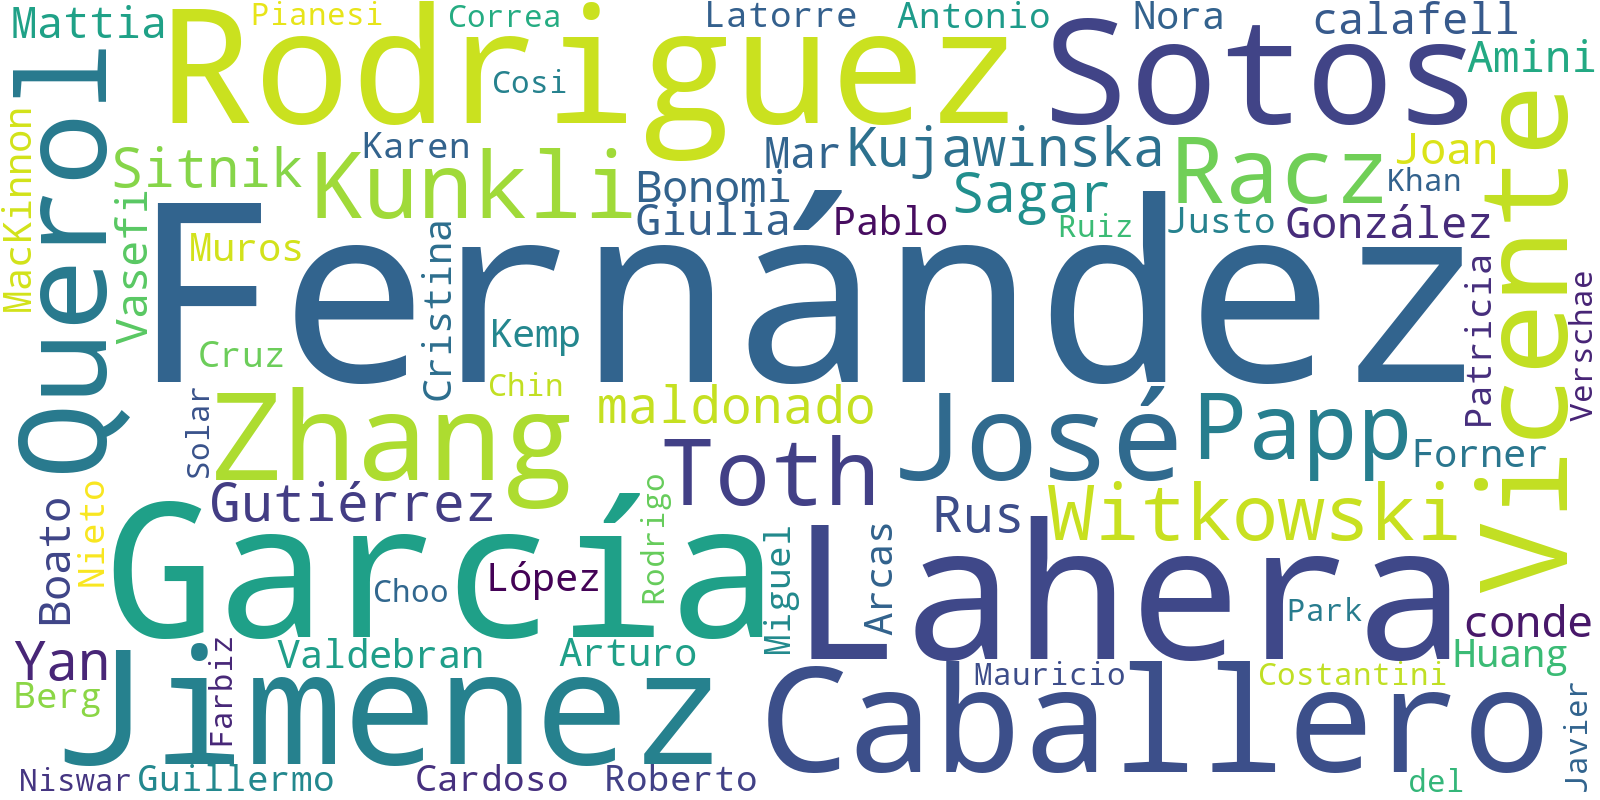 Mattia
Pianesi
Correa
Latorre
Antonio
Nora
calafell
Rodriguez
Sotos
Amini
Cosi
Querol
MacKinnon
Sitnik
Vasefi
Karen
Kunkli
Mar
Kujawinska
Racz
Joan
Khan
Vicente
Bonomi
Sagar
Giulia
Pablo
Ruiz
Justo
González
Muros
Fernández
Cristina
Patricia
Verschae
Cruz
Kemp
Chin
Solar
Zhang
maldonado
José
Papp
Forner
Toth
Gutiérrez
Rus
Witkowski
Boato
Nieto
García
Choo
López
Rodrigo
Miguel
Arcas
Lahera
Park
conde
Yan
Valdebran
Arturo
Huang
Berg
Jimenez
Farbiz
Mauricio
Costantini
Caballero
Javier
Niswar
Guillermo
Cardoso
Roberto
del